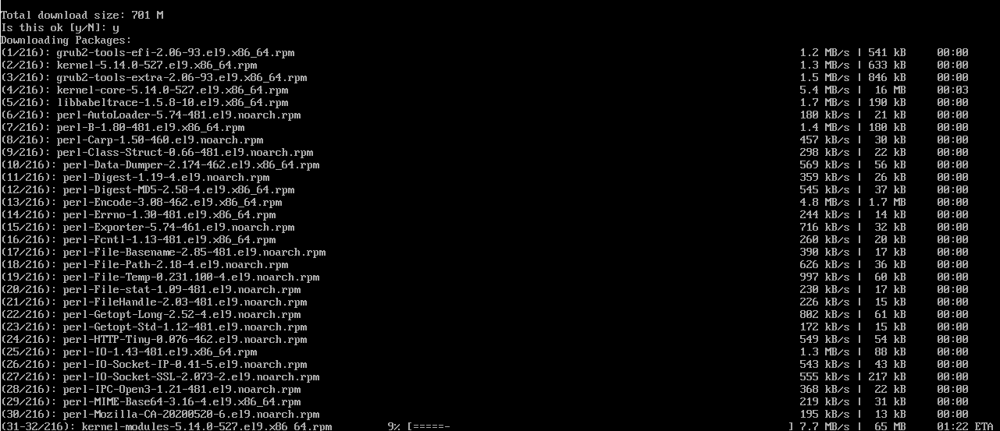 Total download size: 701 M
Is this ok [y/N]: y
Downloading Packages:
(1/216): grub2-tools-efi-2.06-93.el9.x86_64.rpm 1.2 MB/s | 541 kB 00:00
(2/216): kernel-5.14.0-527.el9.x86_64.rpm 1.3 MB/s | 633 kB 00:00
(3/216): grub2-tools-extra-2.06-93.el9.x86_64.rpm 1.5 MB/s | 846 kB 00:00
(4/216): kernel-core-5.14.0-527.el9.x86_64.rpm 5.4 MB/s | 16 MB 00:03
(5/216): libbabeltrace-1.5.8-10.el9.x86_64.rpm 1.7 MB/s | 190 kB 00:00
(6/216): perl-AutoLoader-5.74-481.el9.noarch.rpm 180 kB/s | 21 kB 00:00
(7/216): perl-B-1.80-481.el9.x86_64.rpm 1.4 MB/s | 180 kB 00:00
(8/216): perl-Carp-1.50-460.el9.noarch.rpm 457 kB/s | 30 kB 00:00
(9/216): perl-Class-Struct-0.66-481.el9.noarch.rpm 298 kB/s | 22 kB 00:00
(10/216): perl-Data-Dumper-2.174-462.el9.x86_64.rpm 569 kB/s | 56 kB 00:00
(11/216): perl-Digest-1.19-4.el9.noarch.rpm 359 kB/s | 26 kB 00:00
(12/216): perl-Digest-MD5-2.58-4.el9.x86_64.rpm 545 kB/s | 37 kB 00:00
(13/216): perl-Encode-3.08-462.el9.x86_64.rpm 4.8 MB/s | 1.7 MB 00:00
(14/216): perl-Errno-1.30-481.el9.x86_64.rpm 244 kB/s | 14 kB 00:00
(15/216): perl-Exporter-5.74-461.el9.noarch.rpm 716 kB/s | 32 kB 00:00
(16/216): perl-Fcntl-1.13-481.el9.x86_64.rpm 260 kB/s | 20 kB 00:00
(17/216): perl-File-Basename-2.85-481.el9.noarch.rpm 390 kB/s | 17 kB 00:00
(18/216): perl-File-Path-2.18-4.el9.noarch.rpm 626 kB/s | 36 kB 00:00
(19/216): perl-File-Temp-0.231.100-4.el9.noarch.rpm 997 kB/s | 60 kB 00:00
(20/216): perl-File-stat-1.09-481.el9.noarch.rpm 230 kB/s | 17 kB 00:00
(21/216): perl-FileHandle-2.03-481.el9.noarch.rpm 226 kB/s | 15 kB 00:00
(22/216): perl-Getopt-Long-2.52-4.el9.noarch.rpm 802 kB/s | 61 kB 00:00
(23/216): perl-Getopt-Std-1.12-481.el9.noarch.rpm 172 kB/s | 15 kB 00:00
(24/216): perl-HTTP-Tiny-0.076-462.el9.noarch.rpm 549 kB/s | 54 kB 00:00
(25/216): perl-IO-1.43-481.el9.x86_64.rpm 1.3 MB/s | 88 kB 00:00
(26/216): perl-IO-Socket-IP-0.41-5.el9.noarch.rpm 543 kB/s | 43 kB 00:00
(27/216): perl-IO-Socket-SSL-2.073-2.el9.noarch.rpm 555 kB/s | 217 kB 00:00
(28/216): perl-IPC-Open3-1.21-481.el9.noarch.rpm 368 kB/s | 22 kB 00:00
(29/216): perl-MIME-Base64-3.16-4.el9.x86_64.rpm 219 kB/s | 31 kB 00:00
(30/216): perl-Mozilla-CA-20200520-6.el9.noarch.rpm 195 kB/s | 13 kB 00:00
(31-32/216): kernel-modules-5.14.0-527.el9.x86_64.rpm 9% [=====- ] 7.7 MB/s | 65 MB 01:22 ETA